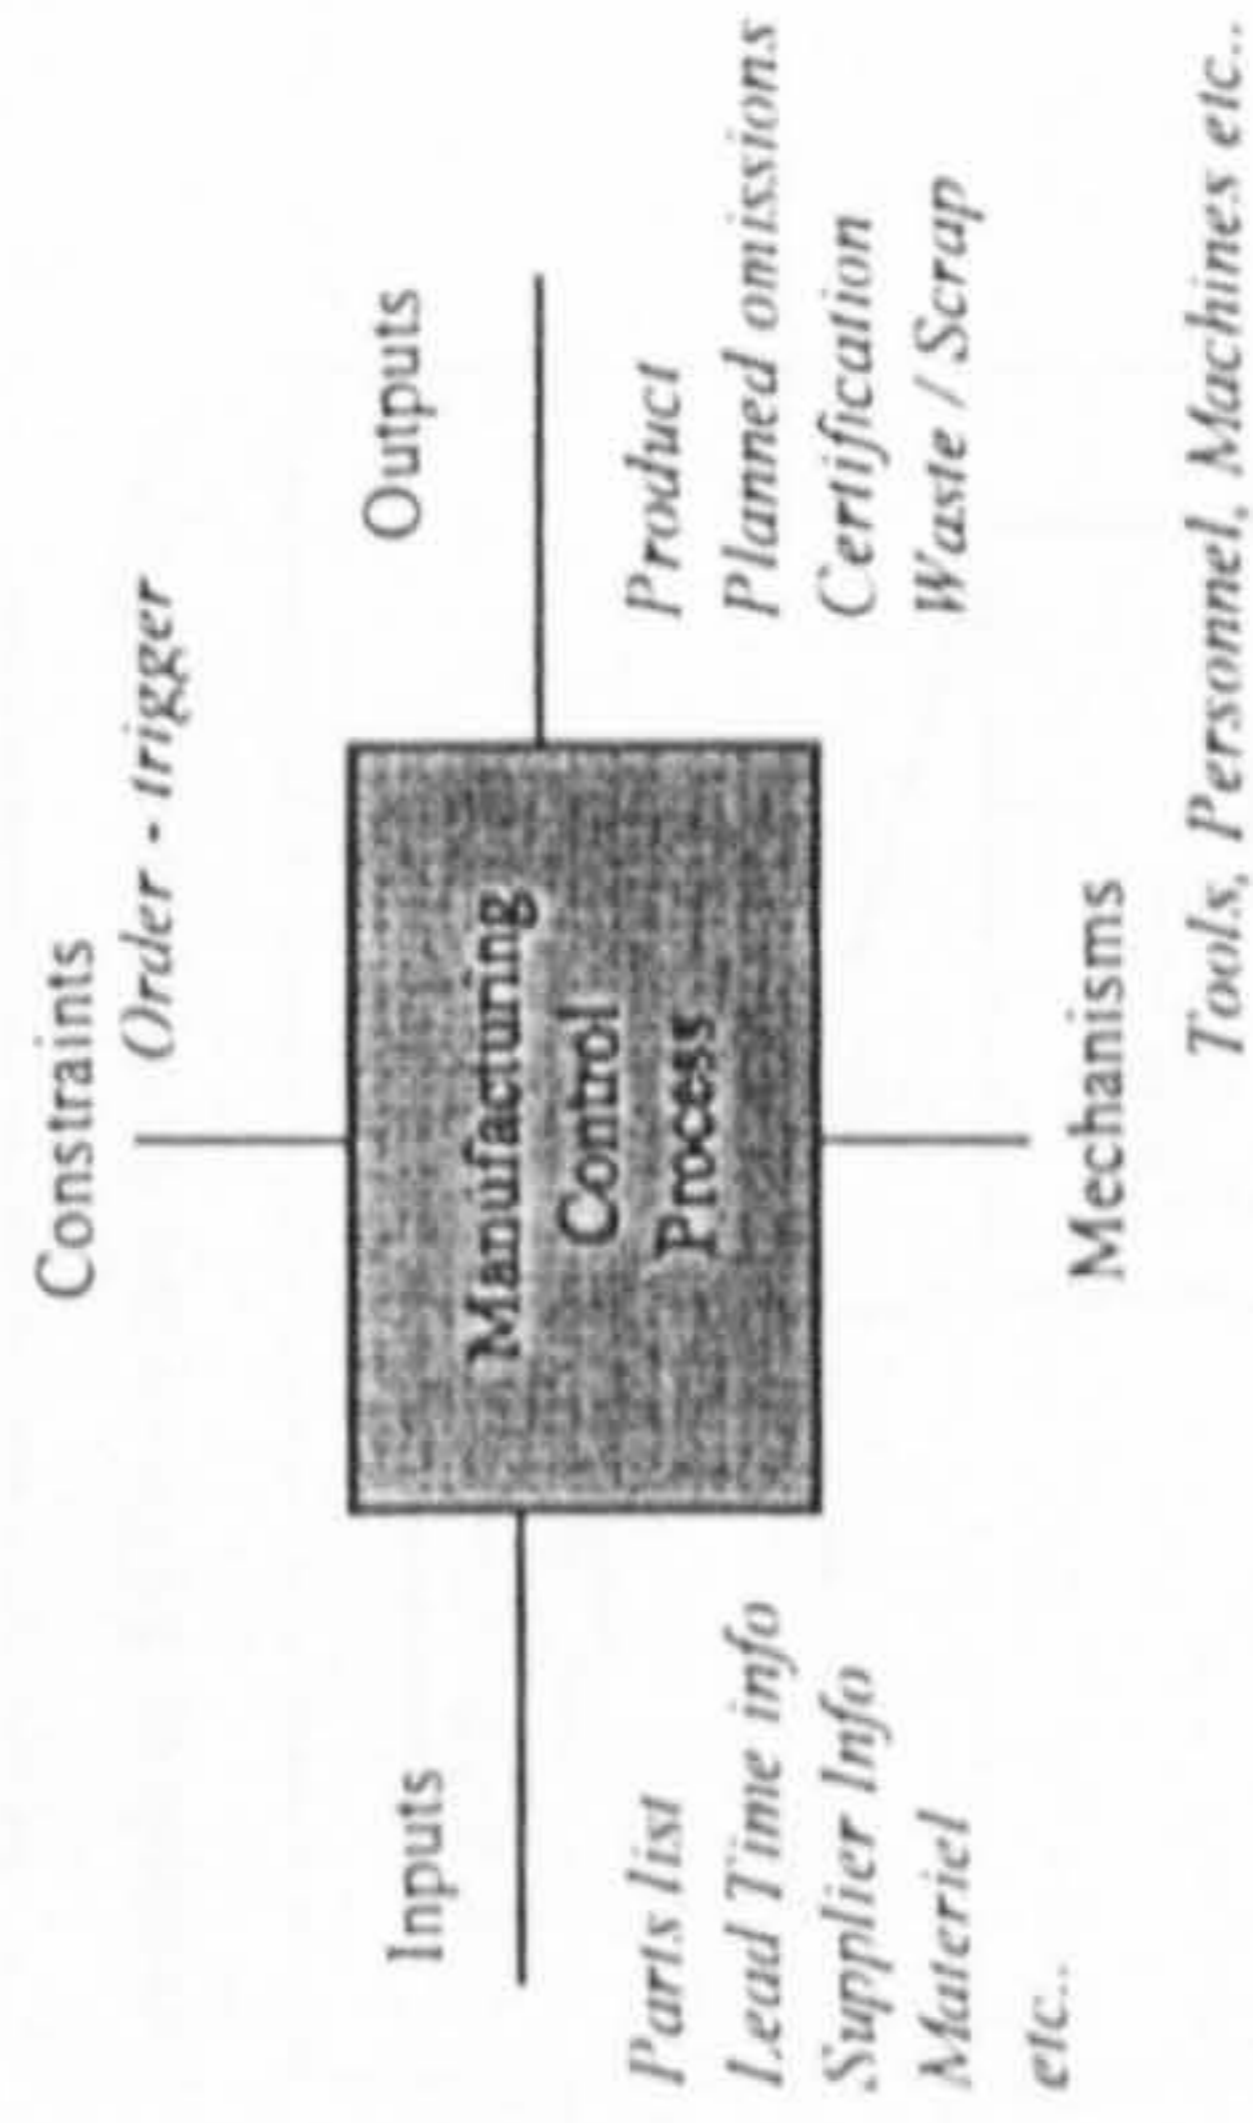 Constraints
Order - trigger
Inputs
Outputs
Manufacturing
Control
Process
Parts list
Lead Time info
Supplier Info
Materiel
etc..
Product
Planned omissions
Certification
Waste / Scrap
Mechanisms
Tools, Personnel, Machines etc..